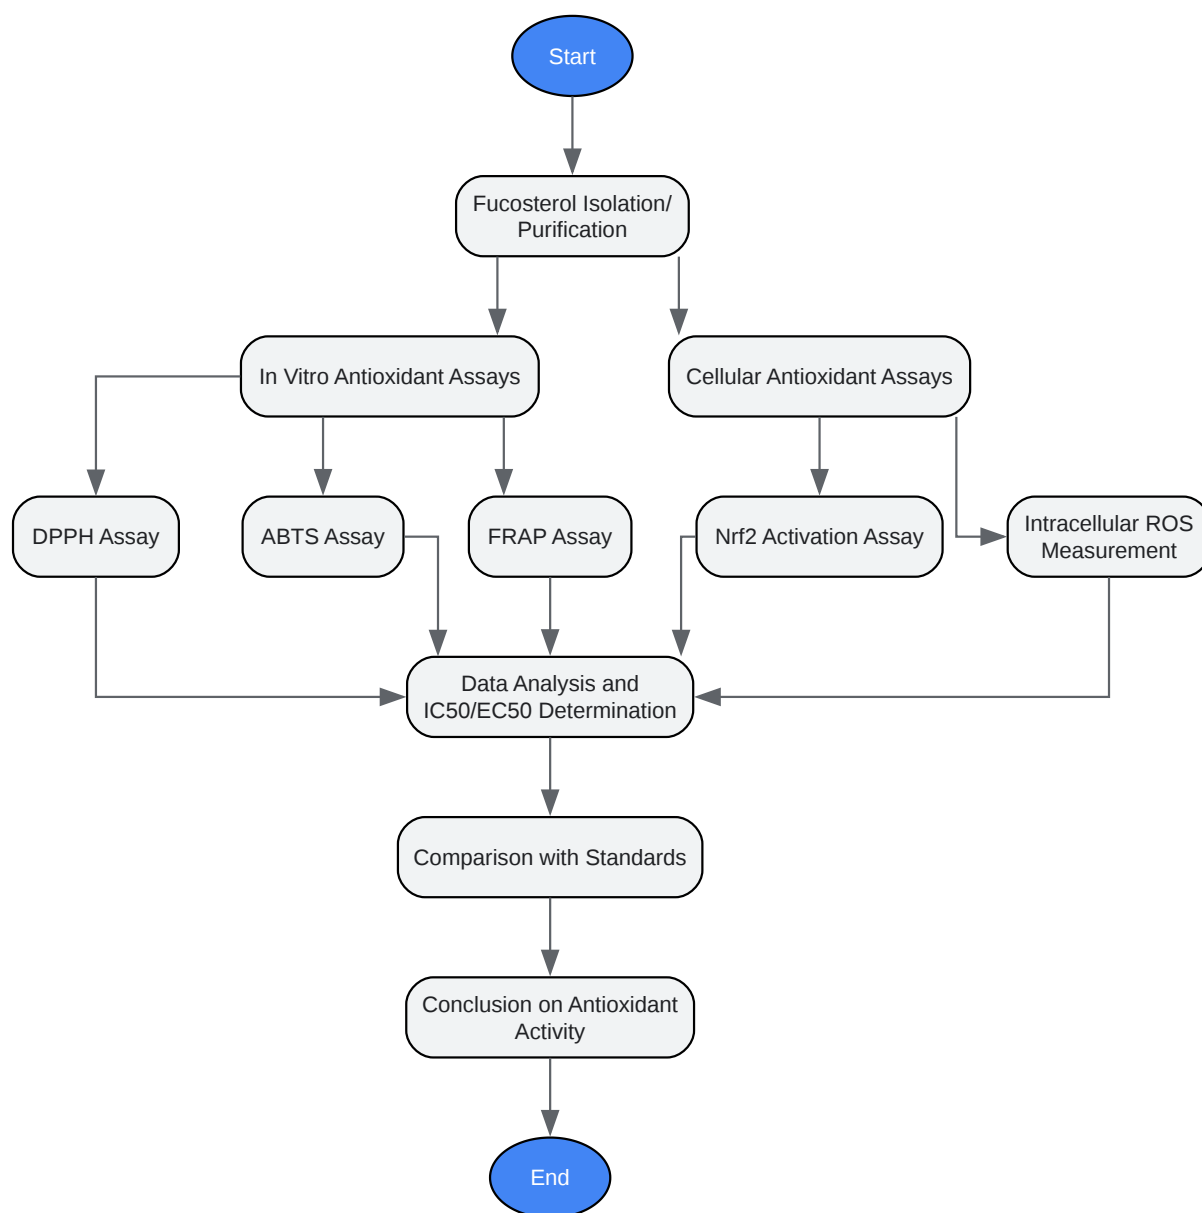 Start
Fucosterol Isolation/
Purification
In Vitro Antioxidant Assays
Cellular Antioxidant Assays
DPPH Assay
ABTS Assay
FRAP Assay
Nrf2 Activation Assay
Intracellular ROS
Measurement
Data Analysis and
IC50/EC50 Determination
Comparison with Standards
Conclusion on Antioxidant
Activity
End